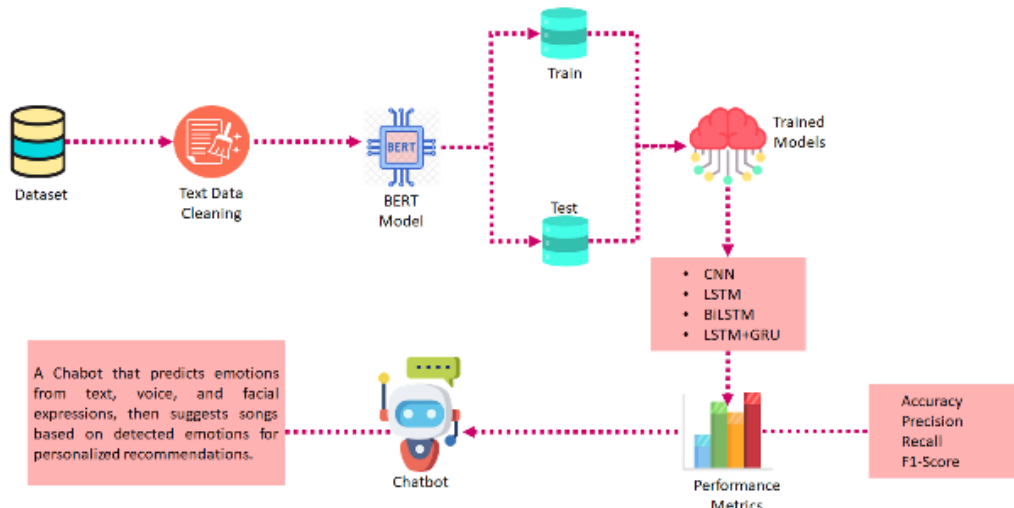 Train
Dataset
Text Data
Cleaning
BERT
BERT
Model
Test
Trained
Models
• CNN
• LSTM
• BiLSTM
• LSTM+GRU
A Chabot that predicts emotions
from text, voice, and facial
expressions, then suggests songs
based on detected emotions for
personalized recommendations.
Chatbot
Performance
Metrics
Accuracy
Precision
Recall
F1-Score